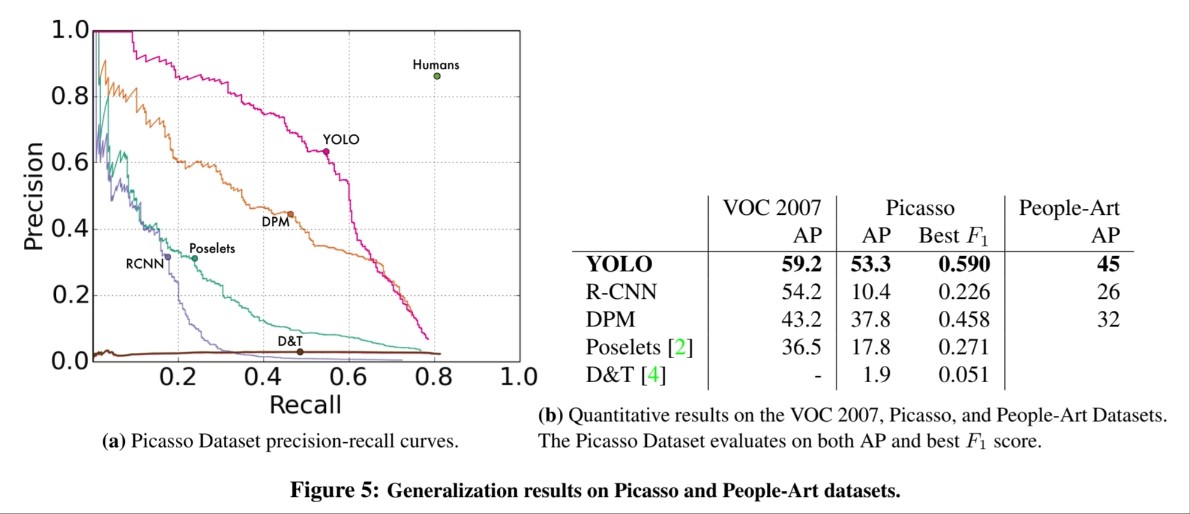 1.0
0.8
0.6
0.4
0.2
0.0
0.2 0.4 0.6 0.8 1.0
Precision
Recall
Humans
YOLO
DPM
Poselets
RCNN
D&T
(a) Picasso Dataset precision-recall curves.
VOC 2007 Picasso People-Art
AP AP Best F1 AP
YOLO 59.2 53.3 0.590 45
R-CNN 54.2 10.4 0.226 26
DPM 43.2 37.8 0.458 32
Poselets [2] 36.5 17.8 0.271
D&T [4] - 1.9 0.051
(b) Quantitative results on the VOC 2007, Picasso, and People-Art Datasets.
The Picasso Dataset evaluates on both AP and best F1 score.
Figure 5: Generalization results on Picasso and People-Art datasets.